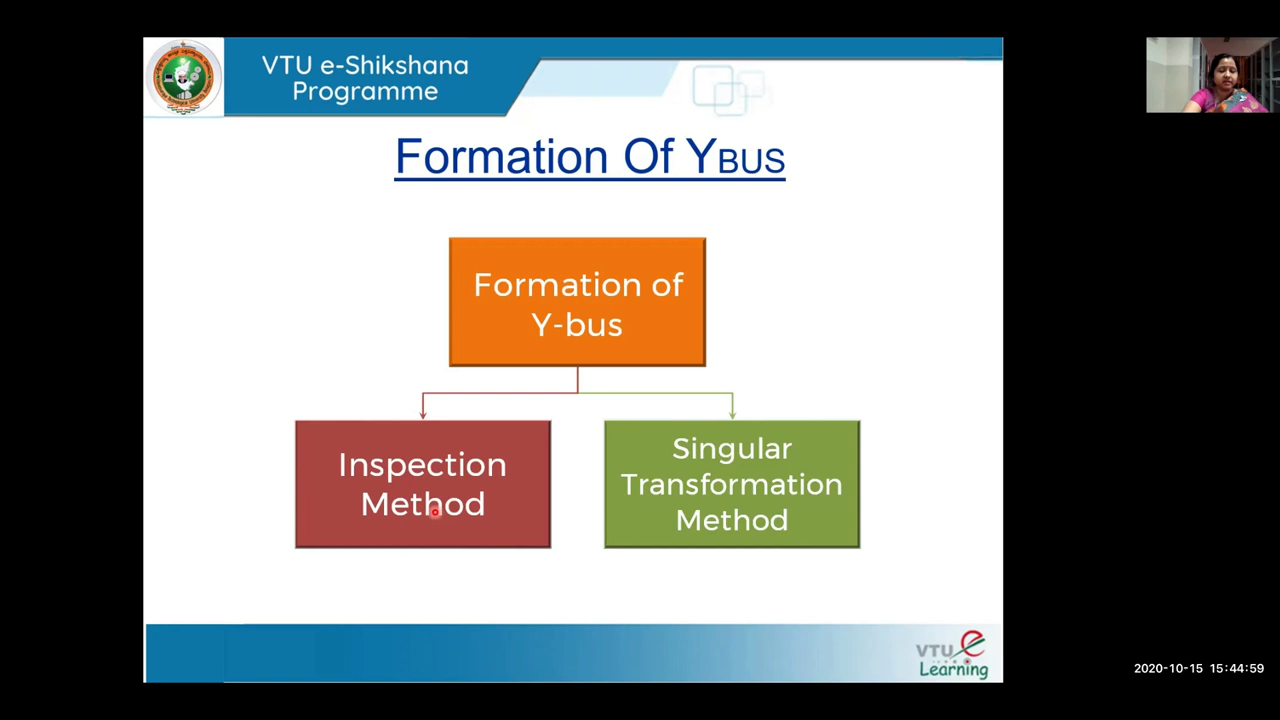 VTU e-Shikshana
Programme
Formation Of YBUS
Formation of
Y-bus
Inspection
Method
Singular
Transformation
Method
VTU e
Learning
2020-10-15 15:44:59